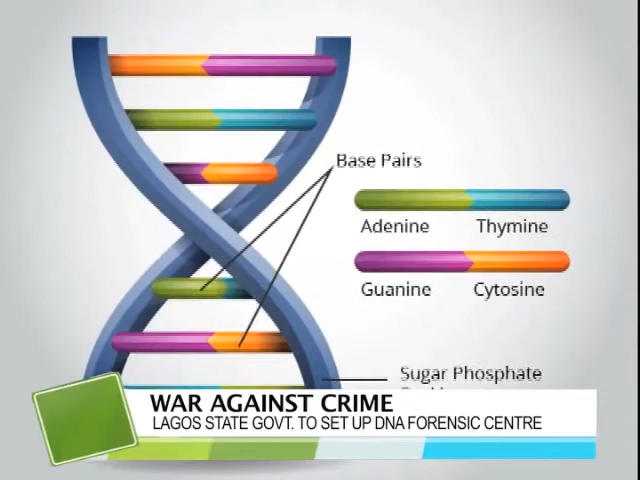 Base Pairs
Adenine Thymine
Guanine Cytosine
Sugar Phosphate
WAR AGAINST CRIME
LAGOS STATE GOVT. TO SET UP DNA FORENSIC CENTRE